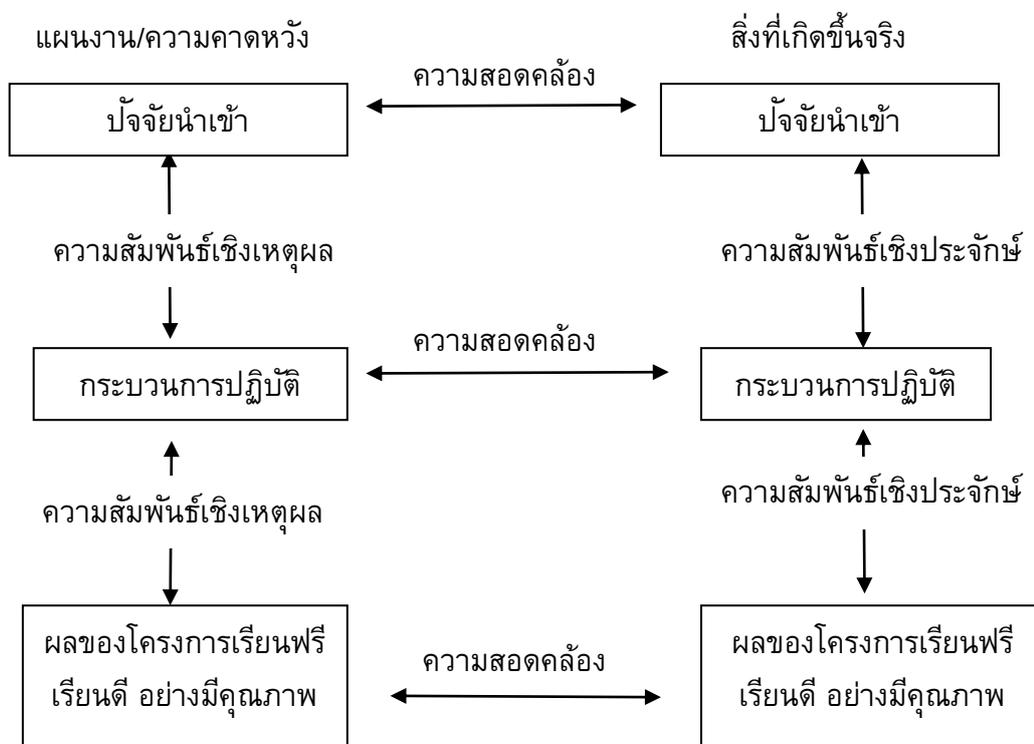 แผนงาน/ความคาดหวัง
สิ่งที่เกิดขึ้นจริง
ความสอดคล้อง
ปัจจัยนำเข้า
ปัจจัยนำเข้า
ความสัมพันธ์เชิงเหตุผล
ความสัมพันธ์เชิงประจักษ์
ความสอดคล้อง
กระบวนการปฏิบัติ
กระบวนการปฏิบัติ
ความสัมพันธ์เชิงเหตุผล
ความสัมพันธ์เชิงประจักษ์
ผลของโครงการเรียนฟรี
เรียนดี อย่างมีคุณภาพ
ความสอดคล้อง
ผลของโครงการเรียนฟรี
เรียนดี อย่างมีคุณภาพ